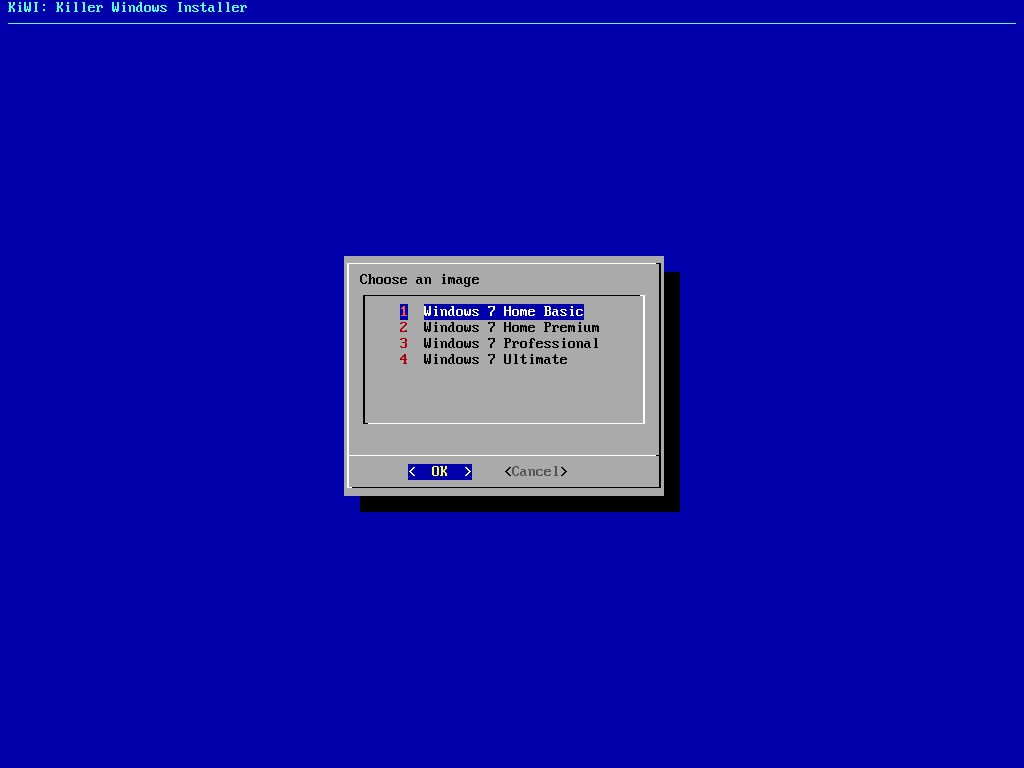 KiWI: Killer Windows Installer
Choose an image
1 Windows 7 Home Basic
2 Windows 7 Home Premium
3 Windows 7 Professional
4 Windows 7 Ultimate
< OK > <Cancel>